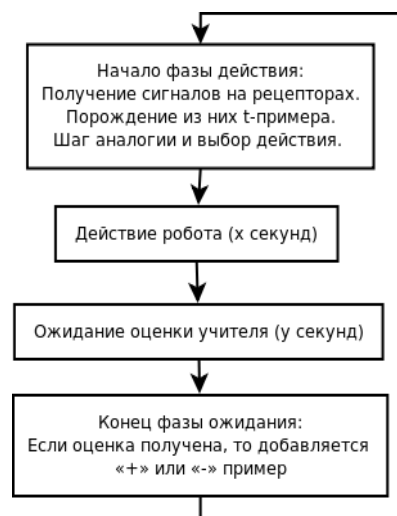 Начало фазы действия:
Получение сигналов на рецепторах.
Порождение из них t-примера.
Шаг аналогии и выбор действия.
Действие робота (x секунд)
Ожидание оценки учителя (y секунд)
Конец фазы ожидания:
Если оценка получена, то добавляется
«+» или «-» пример